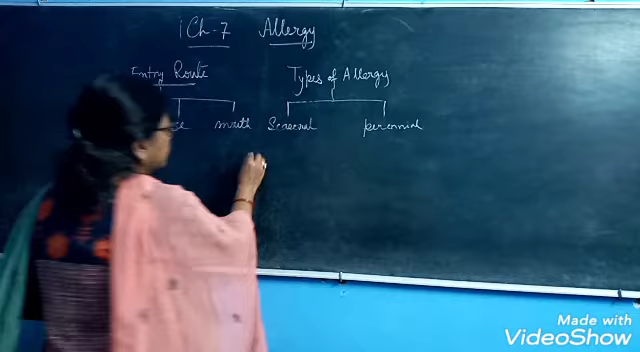 Ch-7 Allergy
Entry Route Types of Allergy
mouth Seasonal perennial
Made with
VideoShow